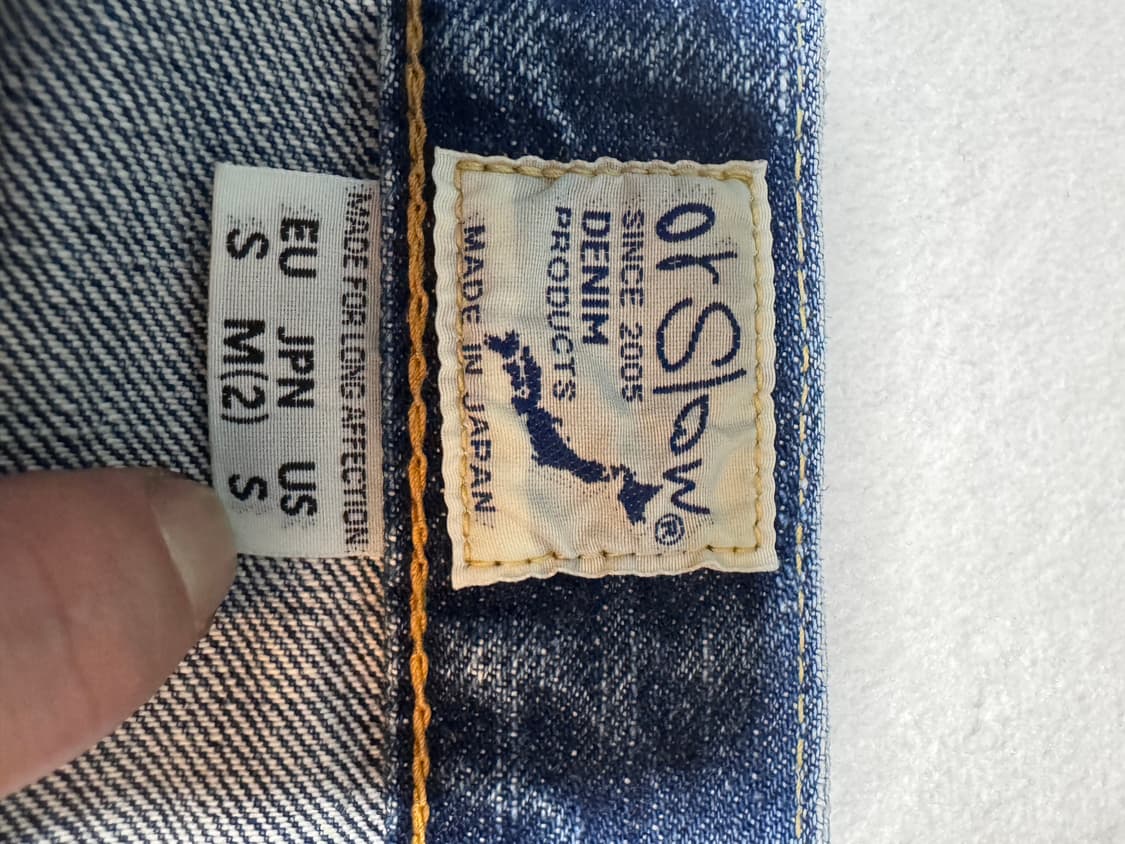 orSlow®
SINCE 2005
DENIM
PRODUCTS
MADE IN JAPAN
MADE FOR LONG AFFECTION
EU JPN US
S M(2) S